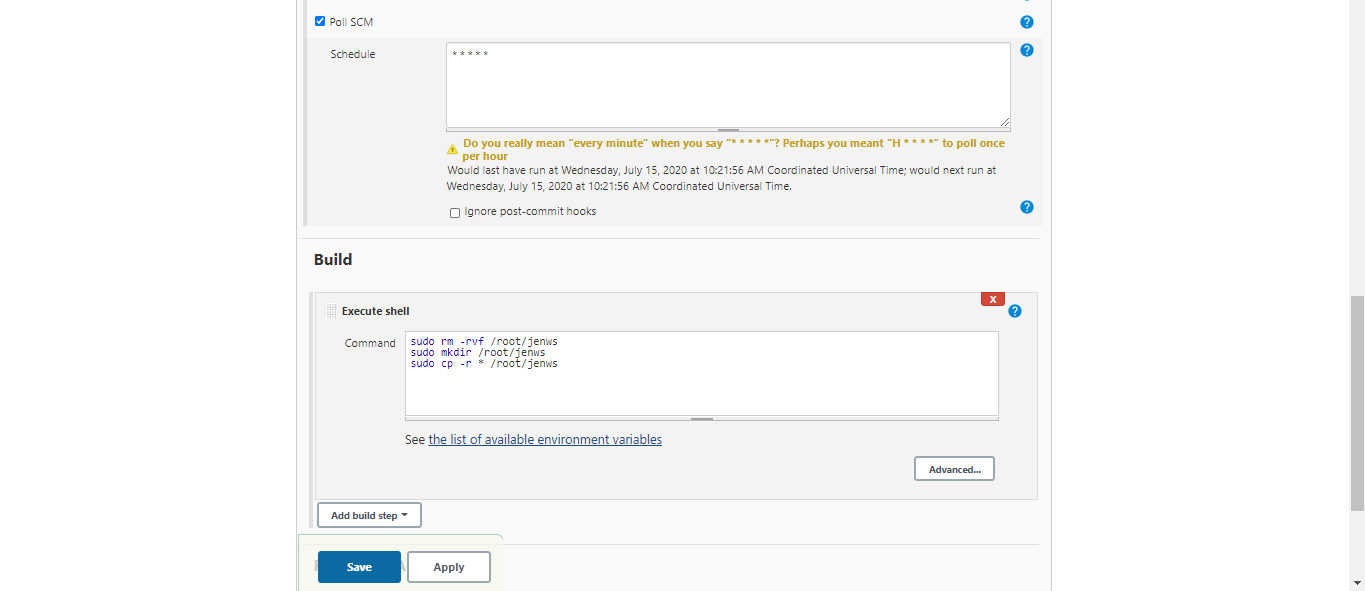 Poll SCM
Schedule
* * * * *
Do you really mean "every minute" when you say "* * * * *"? Perhaps you meant "H * * * *" to poll once
per hour
Would last have run at Wednesday, July 15, 2020 at 10:21:56 AM Coordinated Universal Time; would next run at
Wednesday, July 15, 2020 at 10:21:56 AM Coordinated Universal Time.
Ignore post-commit hooks
Build
X
Execute shell
Command
sudo rm -rvf /root/jenws
sudo mkdir /root/jenws
sudo cp -r * /root/jenws
See the list of available environment variables
Advanced...
Add build step
Save
Apply